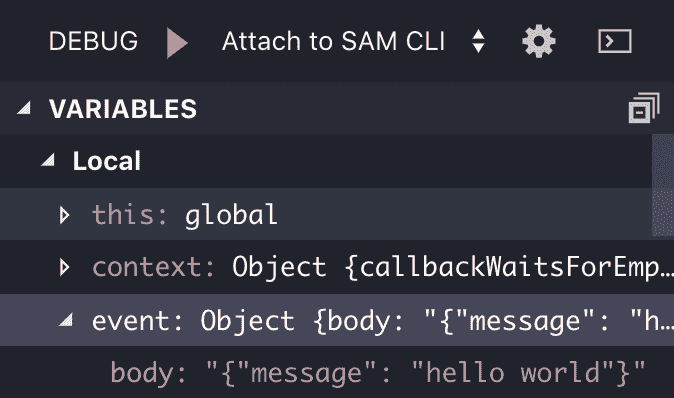 DEBUG Attach to SAM CLI
VARIABLES
Local
this: global
context: Object {callbackWaitsForEmp…
event: Object {body: "{"message": "h…
body: "{"message": "hello world"}"